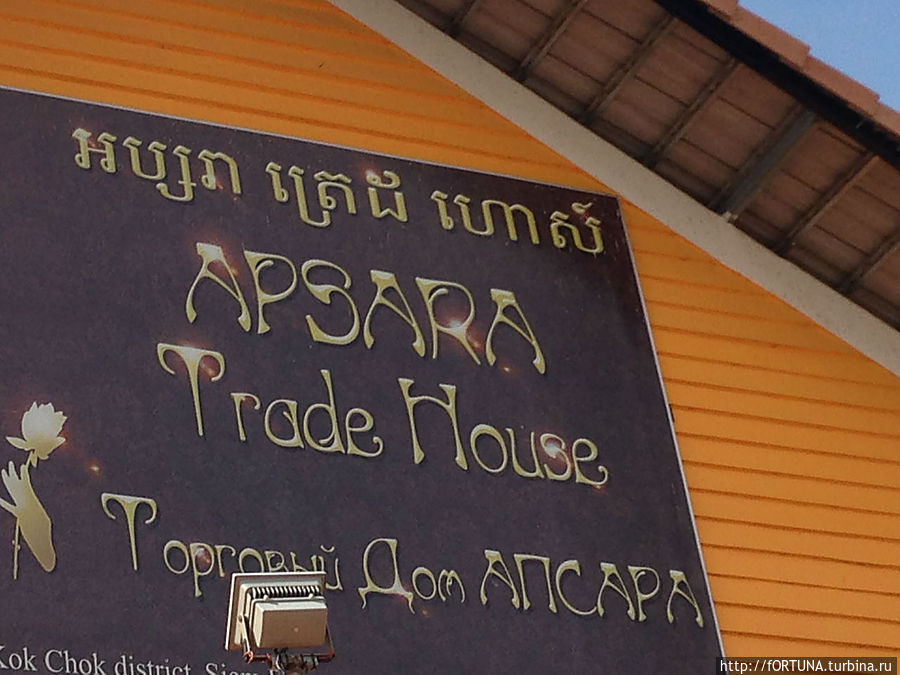 អប្សរា ត្រេដ ហោស៍
APSARA
Trade House
Торговый Дом АПСАРА
Kok Chok district, Siem
http://fORTUNA.turbina.ru